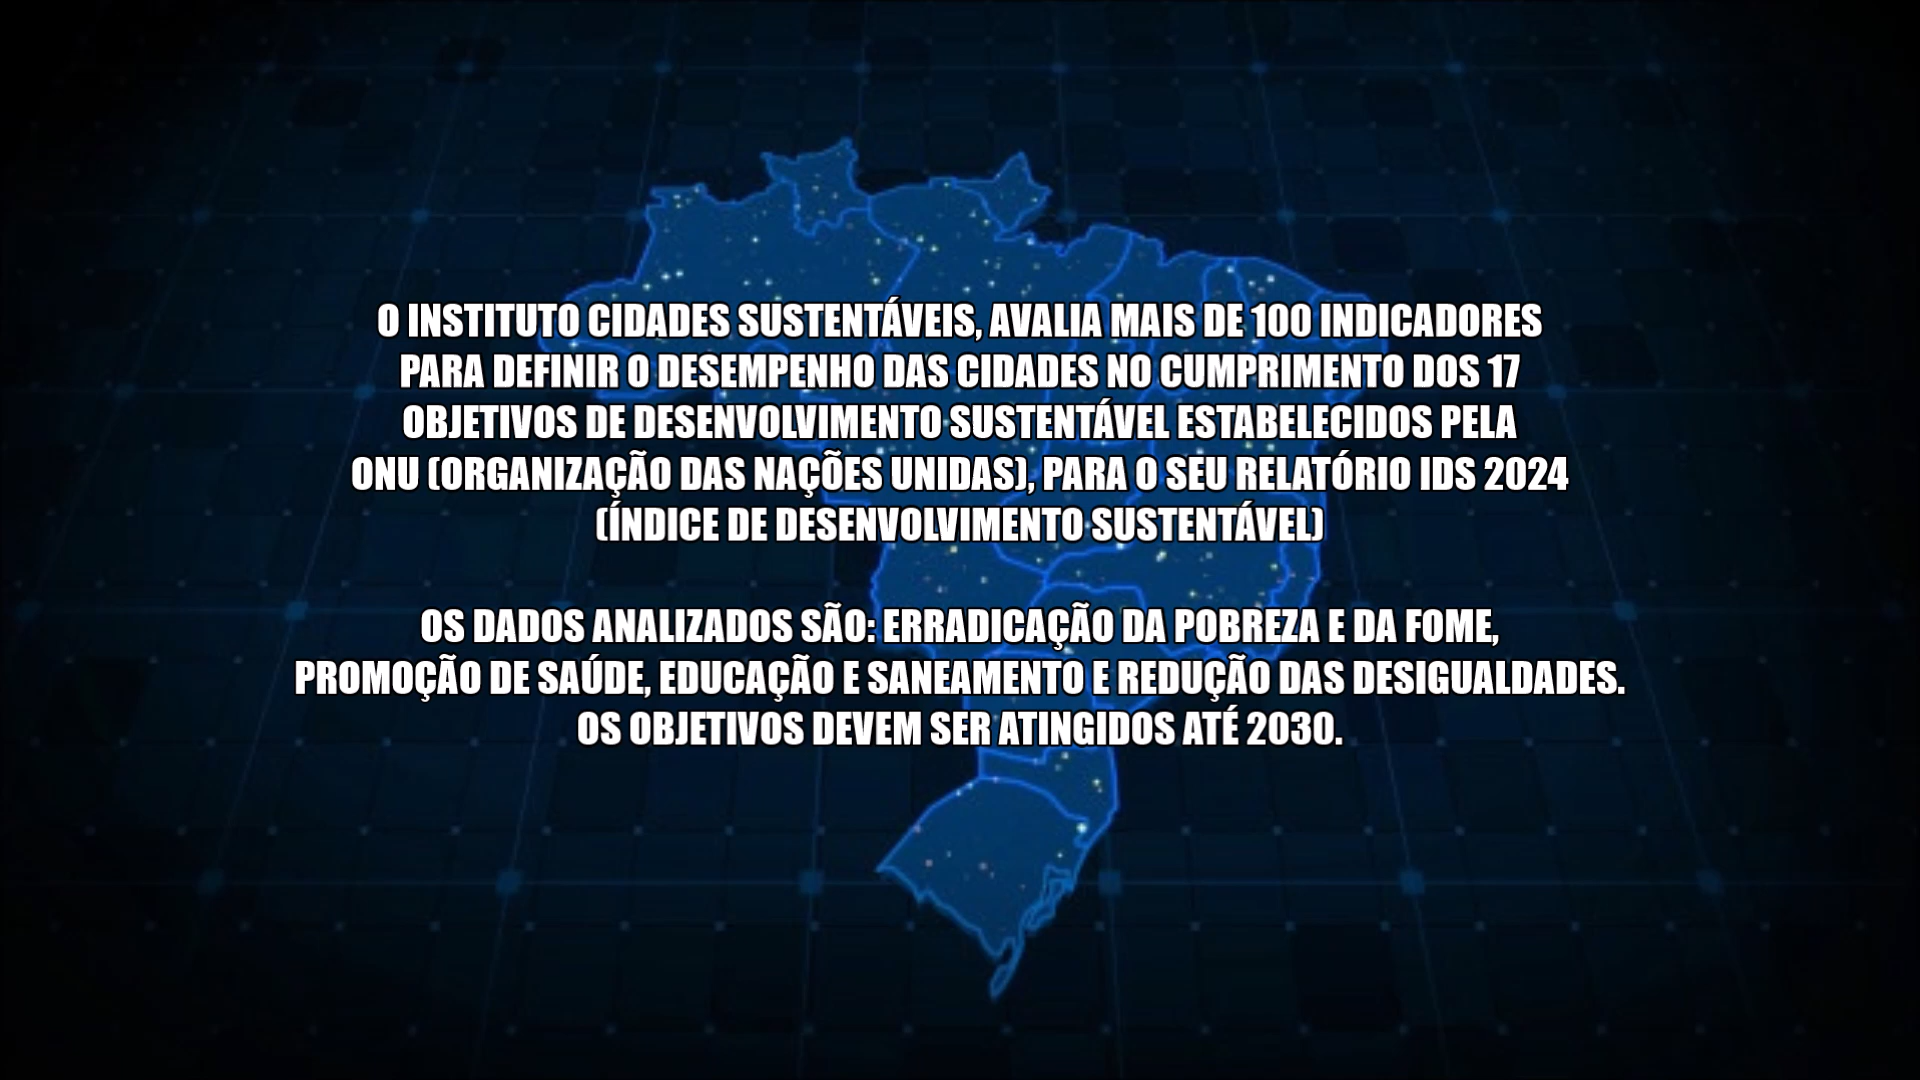 O INSTITUTO CIDADES SUSTENTÁVEIS, AVALIA MAIS DE 100 INDICADORES
PARA DEFINIR O DESEMPENHO DAS CIDADES NO CUMPRIMENTO DOS 17
OBJETIVOS DE DESENVOLVIMENTO SUSTENTÁVEL ESTABELECIDOS PELA
ONU (ORGANIZAÇÃO DAS NAÇÕES UNIDAS), PARA O SEU RELATÓRIO IDS 2024
(ÍNDICE DE DESENVOLVIMENTO SUSTENTÁVEL)
OS DADOS ANALIZADOS SÃO: ERRADICAÇÃO DA POBREZA E DA FOME,
PROMOÇÃO DE SAÚDE, EDUCAÇÃO E SANEAMENTO E REDUÇÃO DAS DESIGUALDADES.
OS OBJETIVOS DEVEM SER ATINGIDOS ATÉ 2030.